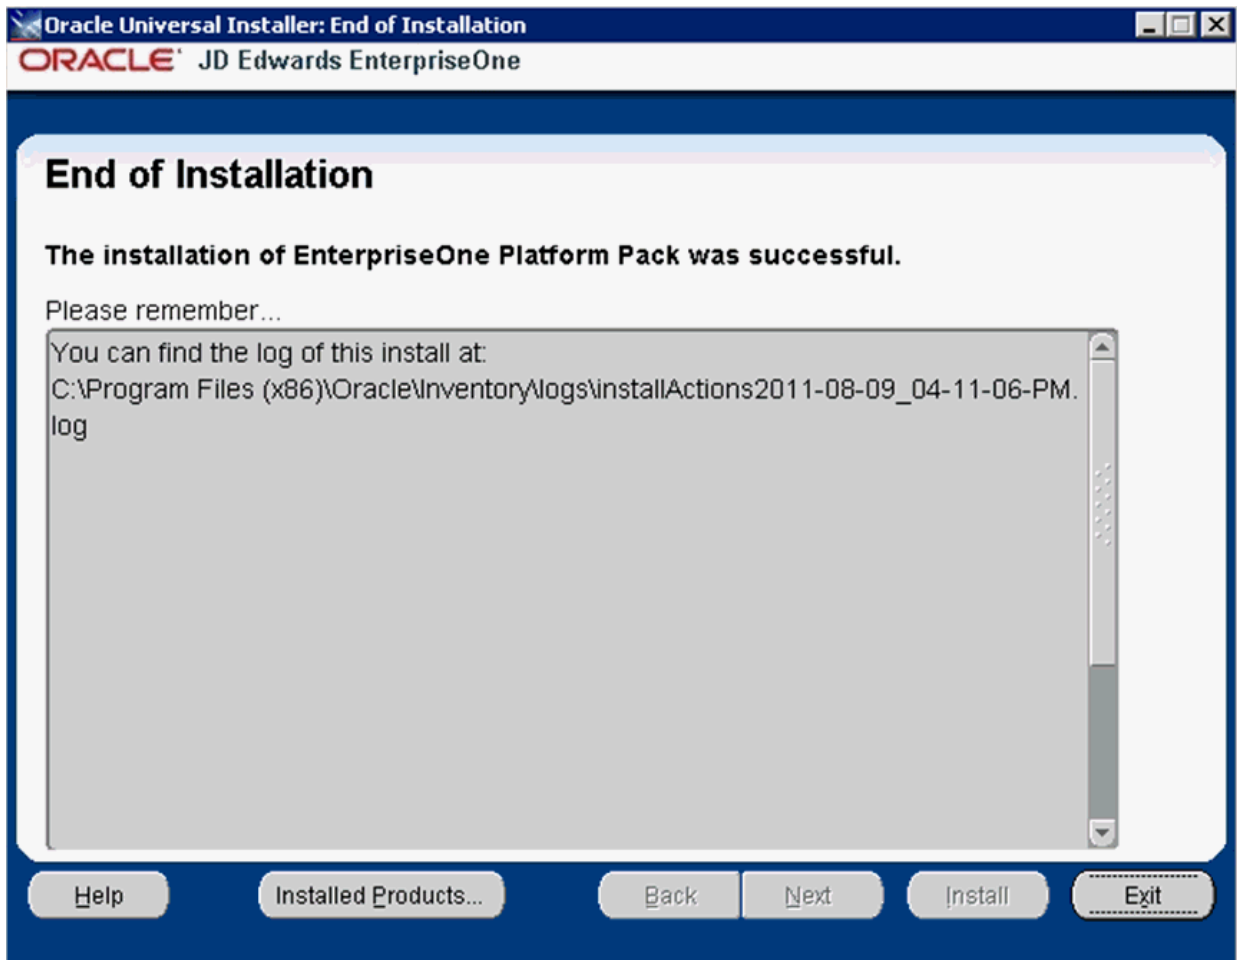 Oracle Universal Installer: End of Installation
ORACLE JD Edwards EnterpriseOne
End of Installation
The installation of EnterpriseOne Platform Pack was successful.
Please remember...
You can find the log of this install at:
C:\Program Files (x86)\Oracle\Inventory\logs\installActions2011-08-09_04-11-06-PM.
log
Help Installed Products... Back Next Install Exit